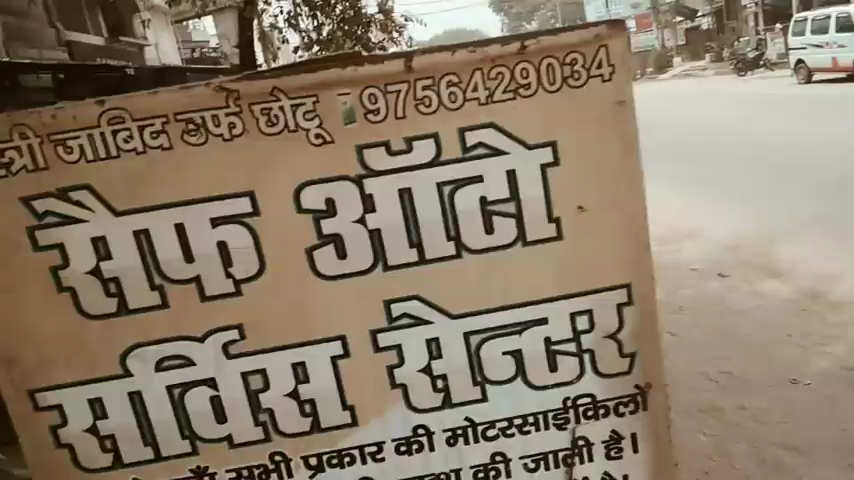 स्त्री जाबिद उर्फ छोटू 9756429034
सैफ ऑटो
सर्विस सेन्टर
सभी प्रकार की मोटरसाईकिलों
की जाती है।